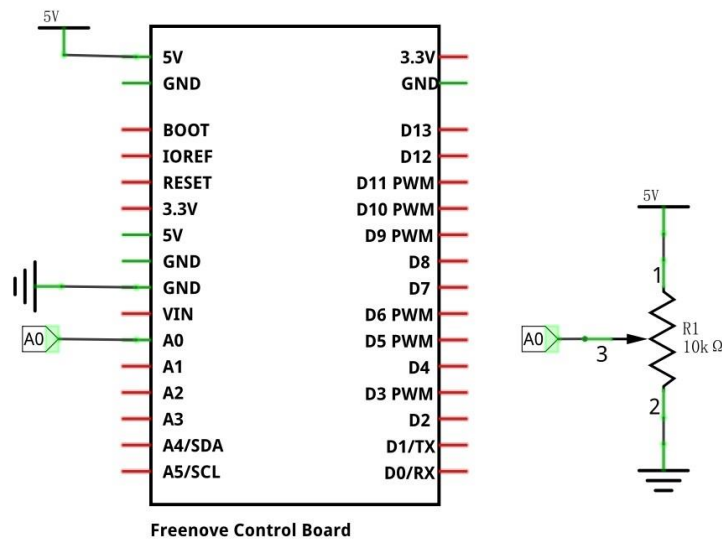 5V
5V
GND
BOOT
IOREF
RESET
3.3V
5V
GND
GND
VIN
A0
A0
A1
A2
A3
A4/SDA
A5/SCL
3.3V
GND
D13
D12
D11 PWM
D10 PWM
D9 PWM
D8
D7
D6 PWM
D5 PWM
D4
D3 PWM
D2
D1/TX
D0/RX
Freenove Control Board
5V
1
R1
10k Ω
A0
3
2